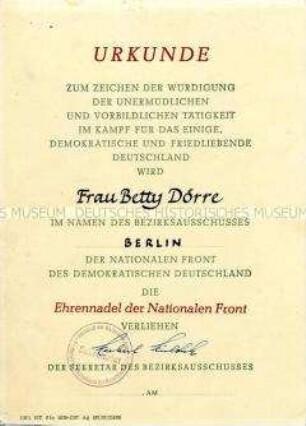 URKUNDE
ZUM ZEICHEN DER WÜRDIGUNG
DER UNERMÜDLICHEN
UND VORBILDLICHEN TÄTIGKEIT
IM KAMPF FÜR DAS EINIGE,
DEMOKRATISCHE UND FRIEDLIEBENDE
DEUTSCHLAND
WIRD
Frau Betty Dörre
MUSEUM DEUTSCHES HISTORISCHES MUSEUM
IM NAMEN DES BEZIRKSAUSSCHUSSES
BERLIN
DER NATIONALEN FRONT
DES DEMOKRATISCHEN DEUTSCHLAND
DIE
Ehrennadel der Nationalen Front
VERLIEHEN
DER SEKRETÄR DES BEZIRKSAUSSCHUSSES
, AM